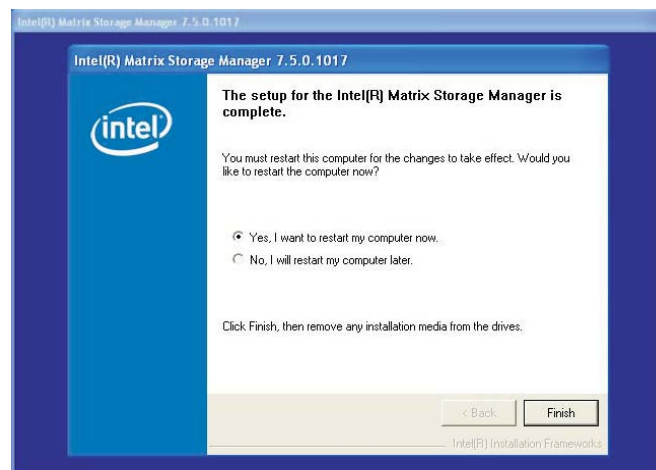 Intel(R) Matrix Storage Manager 7.5.0.1017
Intel(R) Matrix Storage Manager 7.5.0.1017
intel
The setup for the Intel(R) Matrix Storage Manager is
complete.
You must restart this computer for the changes to take effect. Would you
like to restart the computer now?
Yes, I want to restart my computer now.
No, I will restart my computer later.
Click Finish, then remove any installation media from the drives.
< Back
Finish
Intel(R) Installation Frameworks